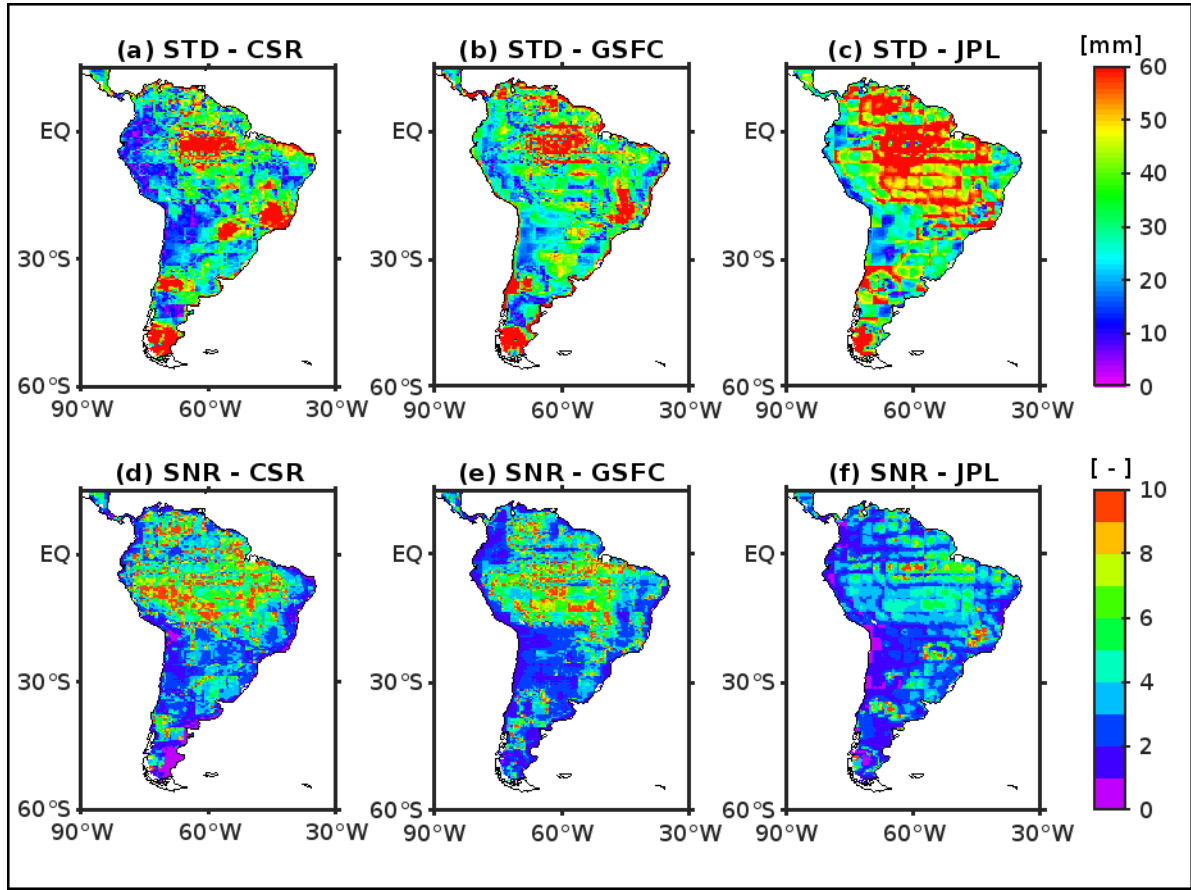 (a) STD - CSR
(b) STD - GSFC
(c) STD - JPL
[mm]
EQ
30°S
60°S
90°W
60°W
30°W
EQ
30°S
60°S
90°W
60°W
30°W
EQ
30°S
60°S
90°W
60°W
30°W
60
50
40
30
20
10
0
(d) SNR - CSR
(e) SNR - GSFC
(f) SNR - JPL
[ - ]
EQ
30°S
60°S
90°W
60°W
30°W
EQ
30°S
60°S
90°W
60°W
30°W
EQ
30°S
60°S
90°W
60°W
30°W
10
8
6
4
2
0